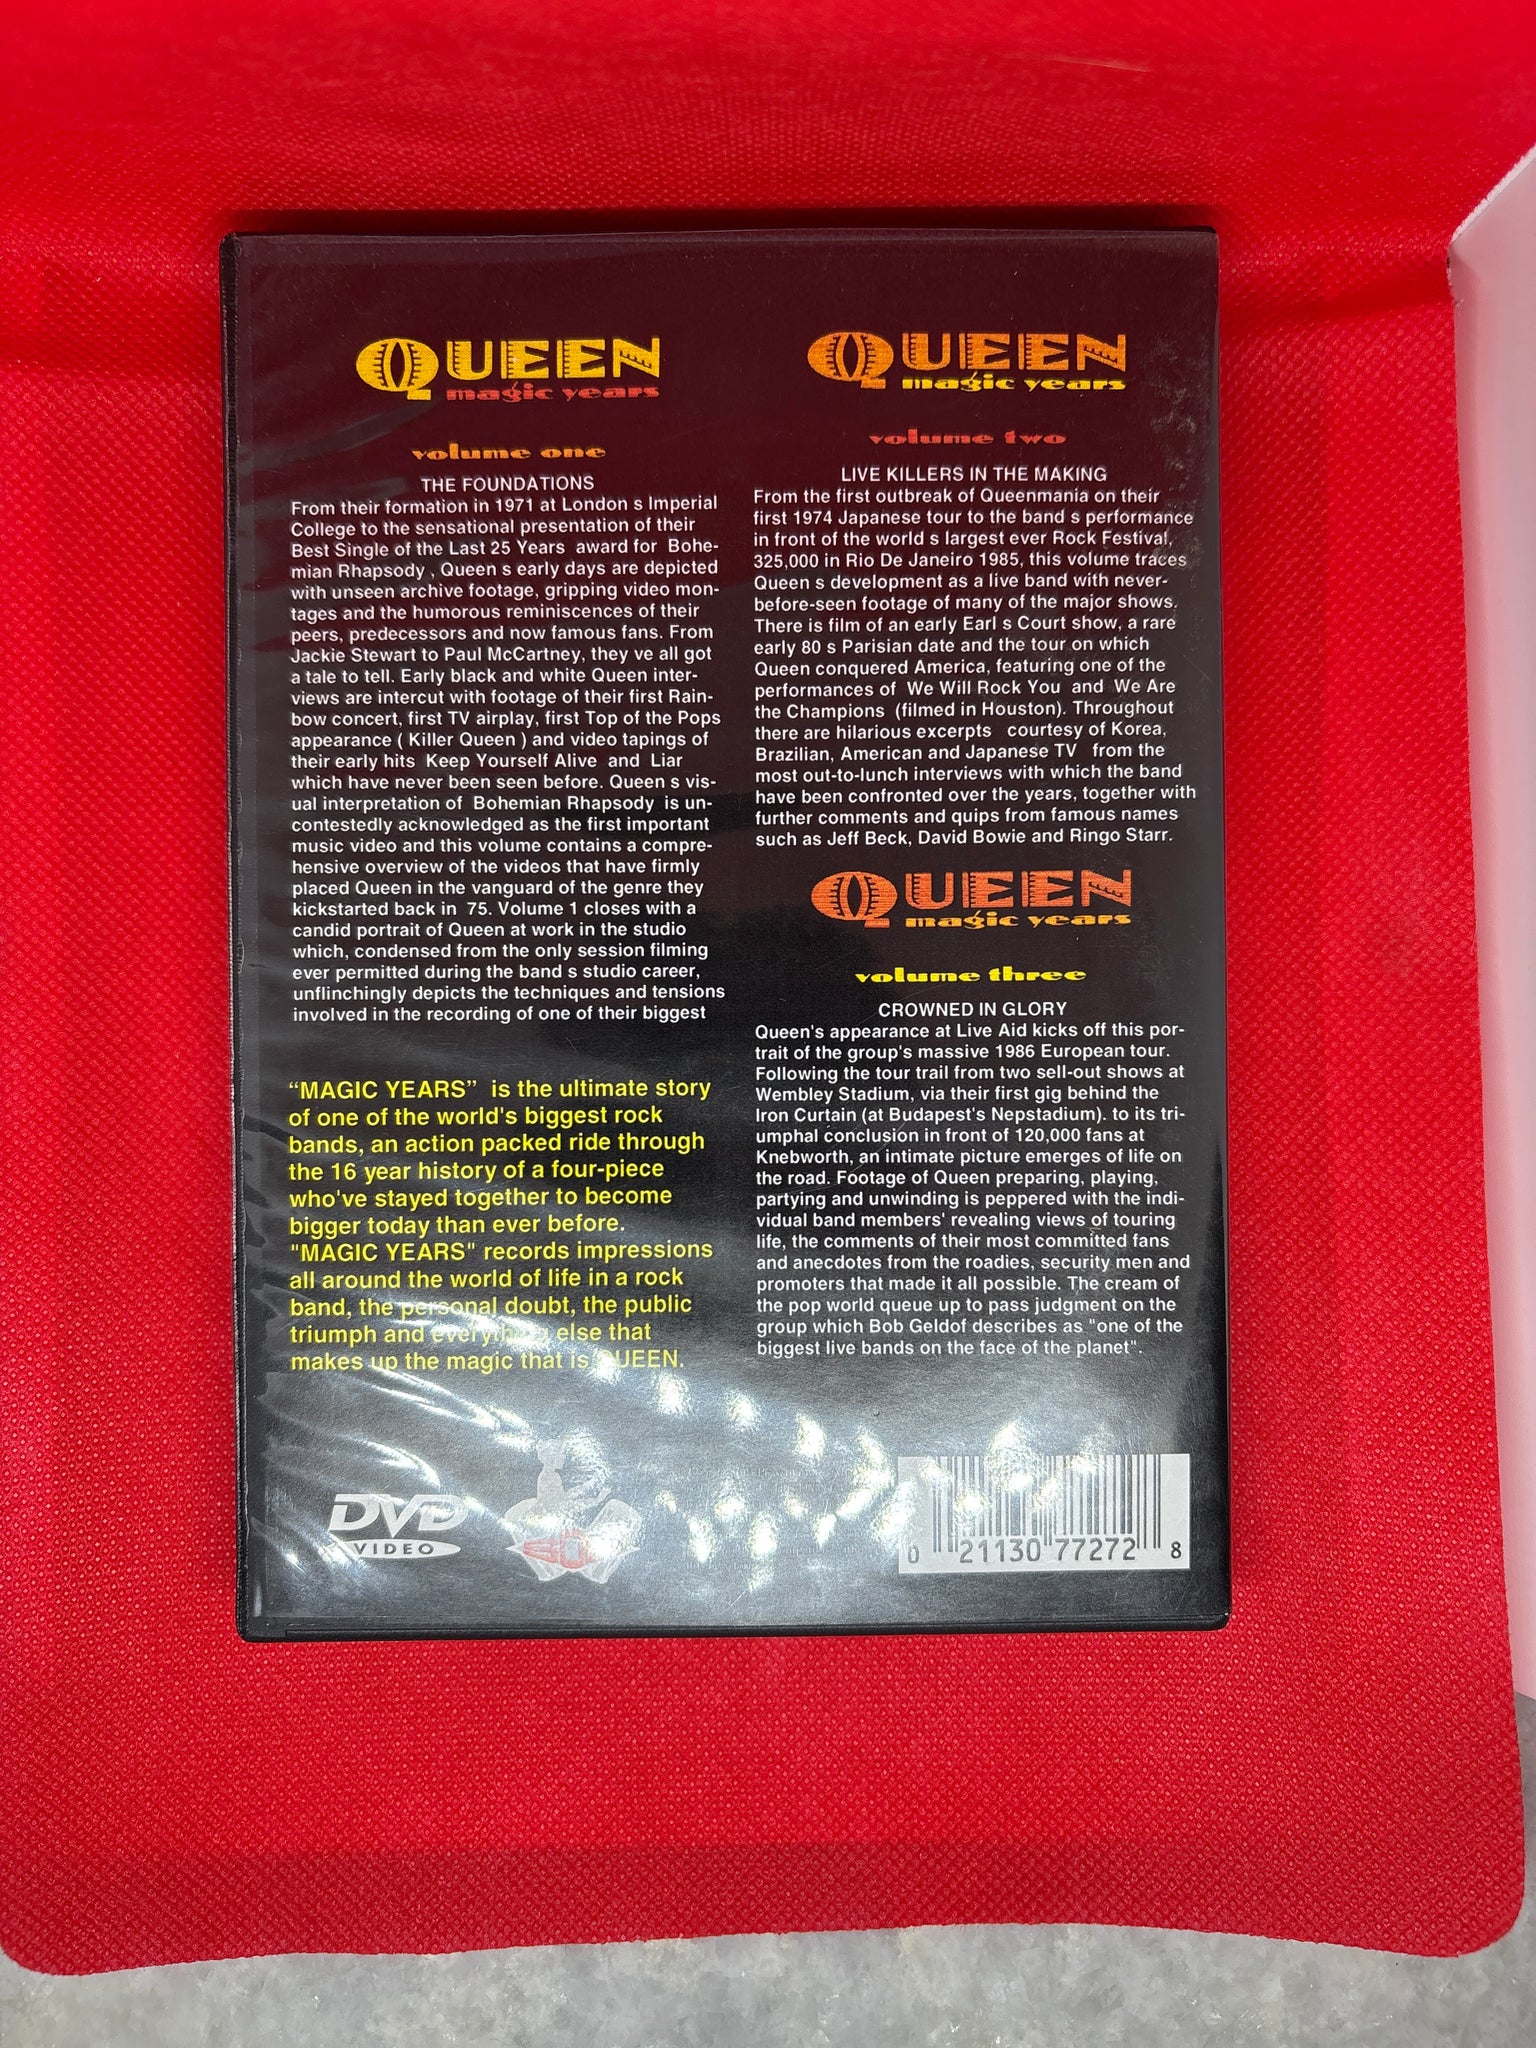 QUEEN
magic years
volume one
THE FOUNDATIONS
From their formation in 1971 at London s Imperial
College to the sensational presentation of their
Best Single of the Last 25 Years award for Bohe-
mian Rhapsody , Queen s early days are depicted
with unseen archive footage, gripping video mon-
tages and the humorous reminiscences of their
peers, predecessors and now famous fans. From
Jackie Stewart to Paul McCartney, they ve all got
a tale to tell. Early black and white Queen inter-
views are intercut with footage of their first Rain-
bow concert, first TV airplay, first Top of the Pops
appearance ( Killer Queen ) and video tapings of
their early hits Keep Yourself Alive and Liar
which have never been seen before. Queen s vis-
ual interpretation of Bohemian Rhapsody is un-
contestedly acknowledged as the first important
music video and this volume contains a compre-
hensive overview of the videos that have firmly
placed Queen in the vanguard of the genre they
kickstarted back in 75. Volume 1 closes with a
candid portrait of Queen at work in the studio
which, condensed from the only session filming
ever permitted during the band s studio career,
unflinchingly depicts the techniques and tensions
involved in the recording of one of their biggest
“MAGIC YEARS” is the ultimate story
of one of the world's biggest rock
bands, an action packed ride through
the 16 year history of a four-piece
who've stayed together to become
bigger today than ever before.
"MAGIC YEARS" records impressions
all around the world of life in a rock
band, the personal doubt, the public
triumph and everything else that
makes up the magic that is QUEEN.
QUEEN
magic years
volume two
LIVE KILLERS IN THE MAKING
From the first outbreak of Queenmania on their
first 1974 Japanese tour to the band s performance
in front of the world s largest ever Rock Festival,
325,000 in Rio De Janeiro 1985, this volume traces
Queen s development as a live band with never-
before-seen footage of many of the major shows.
There is film of an early Earl s Court show, a rare
early 80 s Parisian date and the tour on which
Queen conquered America, featuring one of the
performances of We Will Rock You and We Are
the Champions (filmed in Houston). Throughout
there are hilarious excerpts courtesy of Korea,
Brazilian, American and Japanese TV from the
most out-to-lunch interviews with which the band
have been confronted over the years, together with
further comments and quips from famous names
such as Jeff Beck, David Bowie and Ringo Starr.
QUEEN
magic years
volume three
CROWNED IN GLORY
Queen's appearance at Live Aid kicks off this por-
trait of the group's massive 1986 European tour.
Following the tour trail from two sell-out shows at
Wembley Stadium, via their first gig behind the
Iron Curtain (at Budapest's Nepstadium). to its tri-
umphal conclusion in front of 120,000 fans at
Knebworth, an intimate picture emerges of life on
the road. Footage of Queen preparing, playing,
partying and unwinding is peppered with the indi-
vidual band members' revealing views of touring
life, the comments of their most committed fans
and anecdotes from the roadies, security men and
promoters that made it all possible. The cream of
the pop world queue up to pass judgment on the
group which Bob Geldof describes as "one of the
biggest live bands on the face of the planet".
DVD
VIDEO
0 21130 77272 8